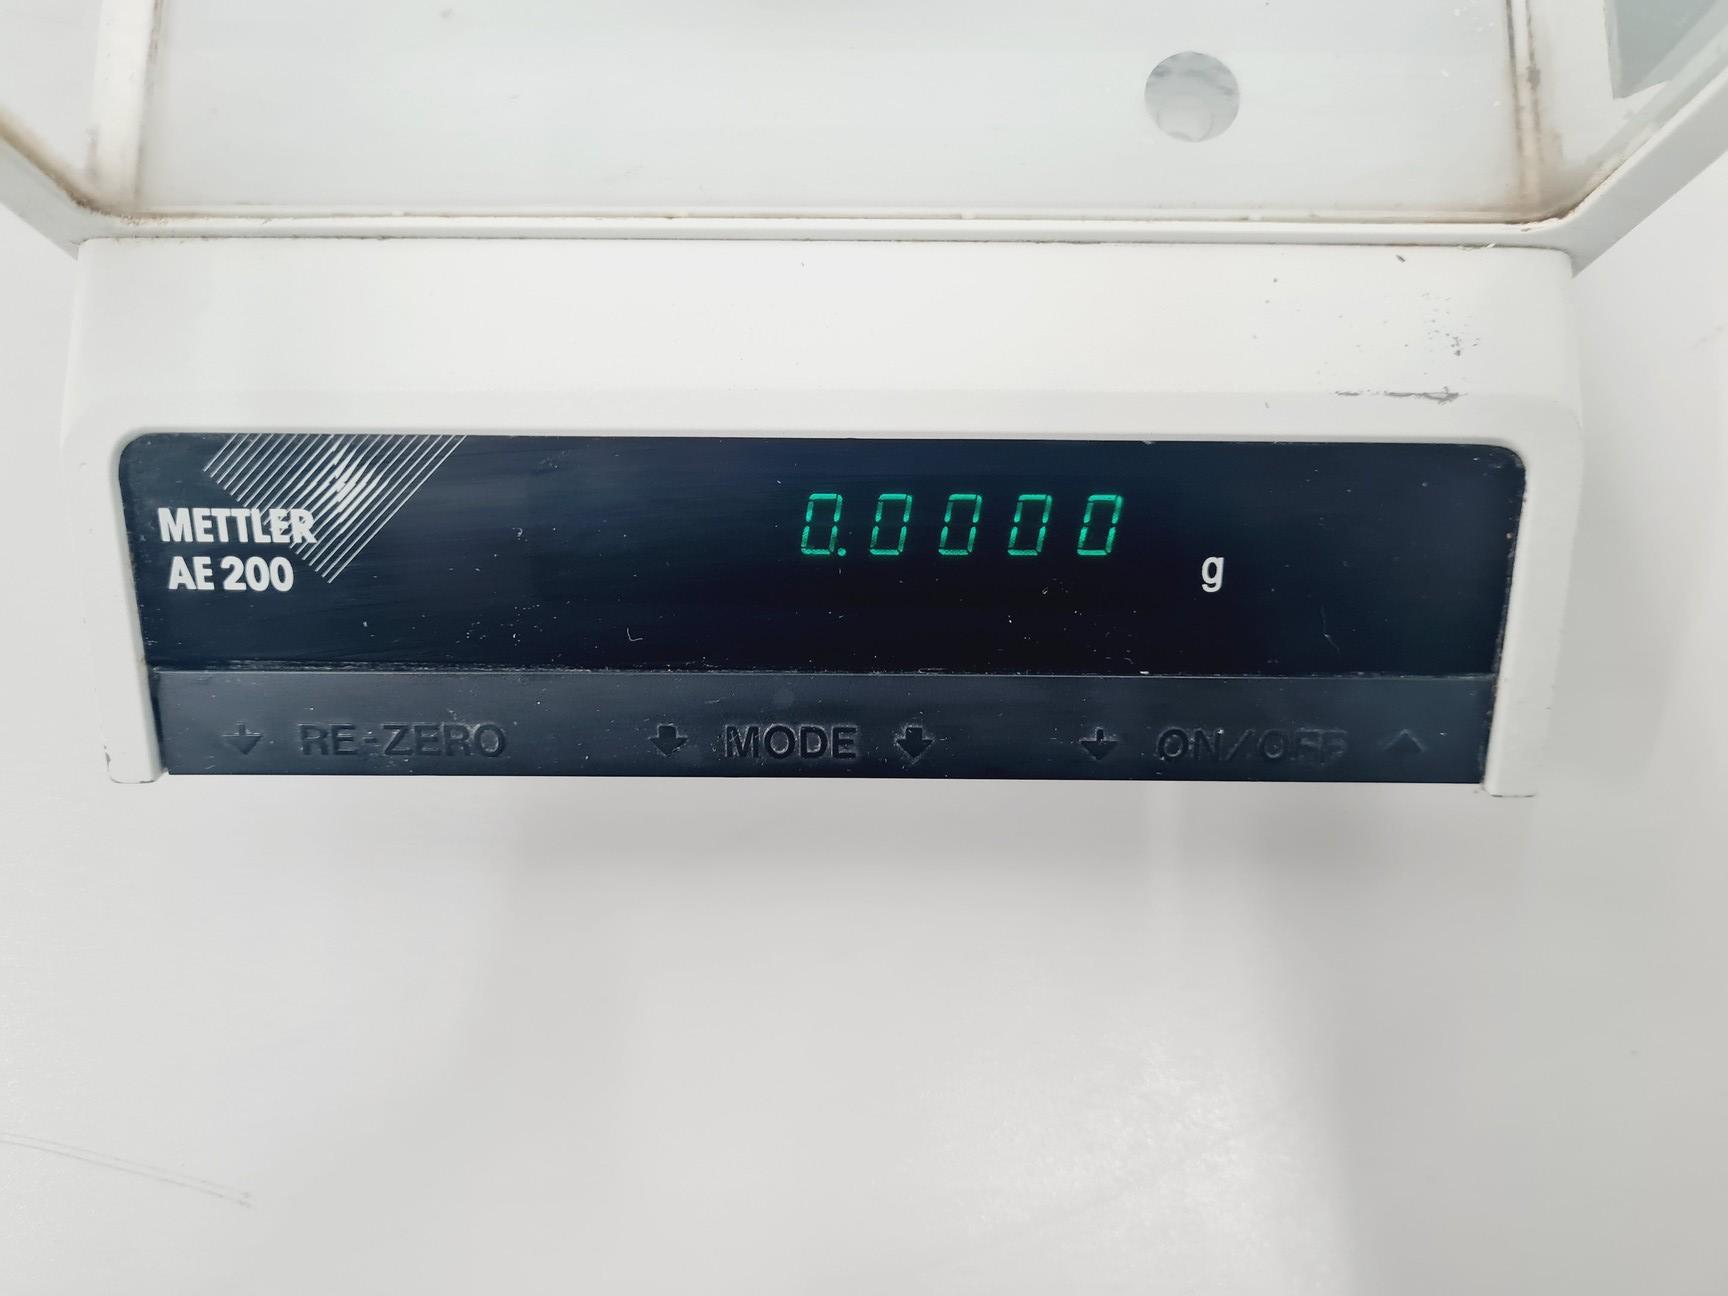 METTLER
AE 200
0.0000
g
RE-ZERO MODE ON/OFF